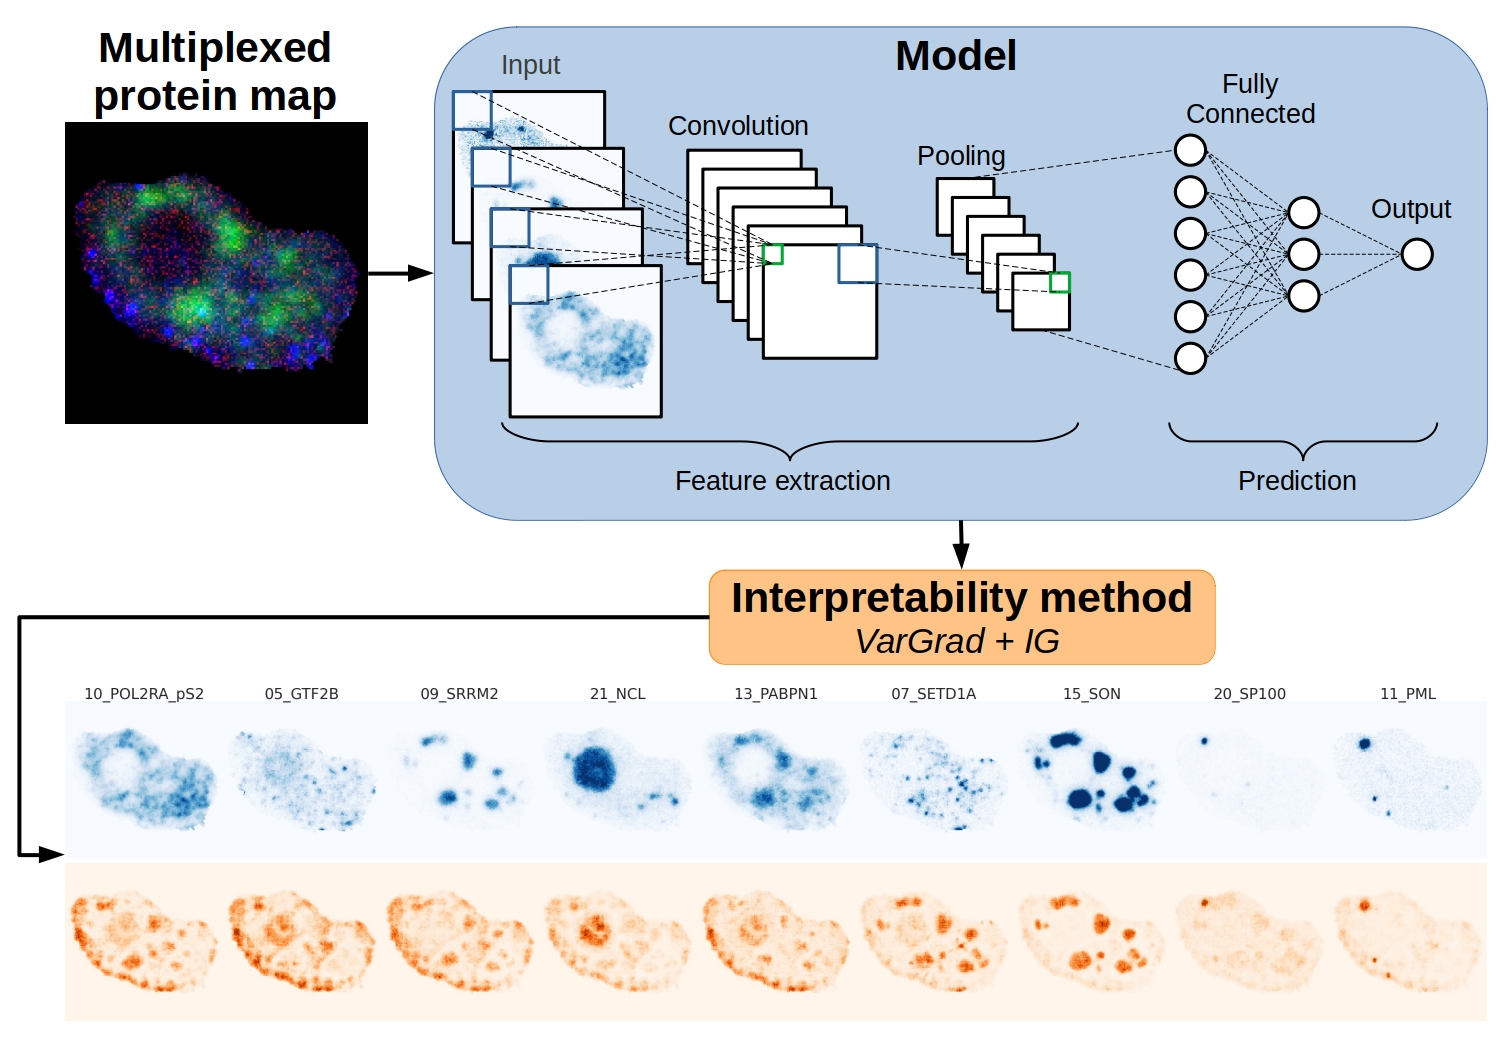 Multiplexed
protein map
Model
Input
Convolution
Pooling
Fully
Connected
Output
Feature extraction
Prediction
Interpretability method
VarGrad + IG
10_POL2RA_pS2 05_GTF2B 09_SRRM2 21_NCL 13_PABPN1 07_SETD1A 15_SON 20_SP100 11_PML